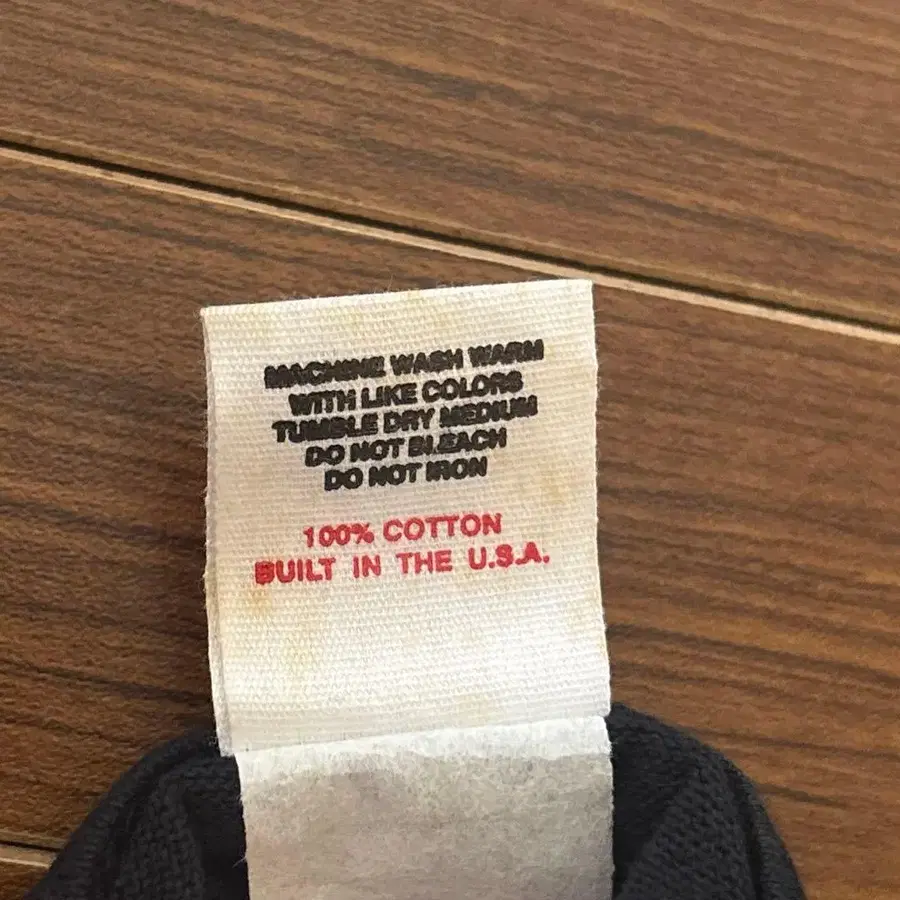 MACHINE WASH WARM
WITH LIKE COLORS
TUMBLE DRY MEDIUM
DO NOT BLEACH
DO NOT IRON
100% COTTON
BUILT IN THE U.S.A.